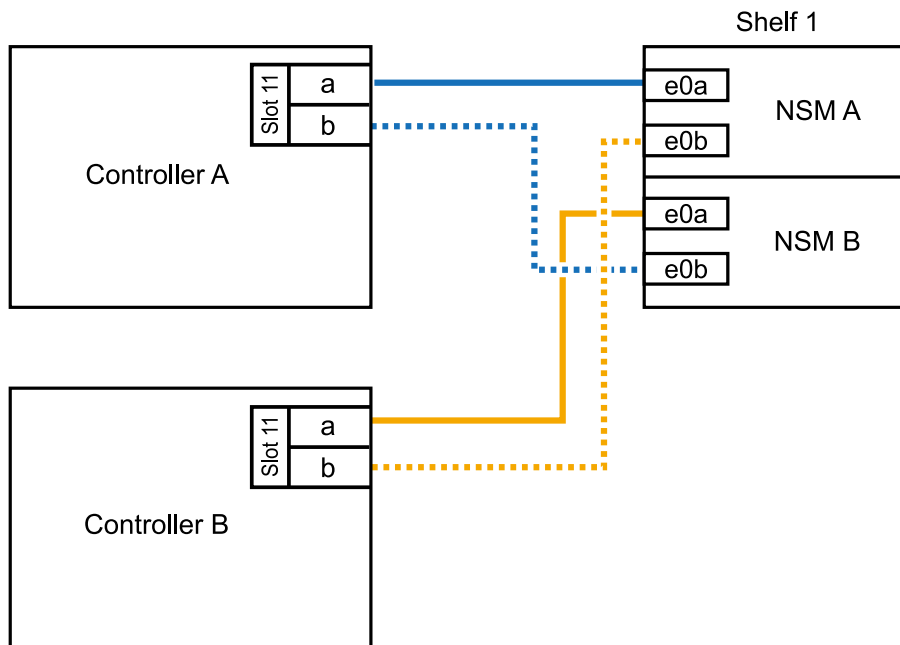 Shelf 1
Slot 11
a
b
Controller A
e0a
e0b
NSM A
e0a
e0b
NSM B
Slot 11
a
b
Controller B